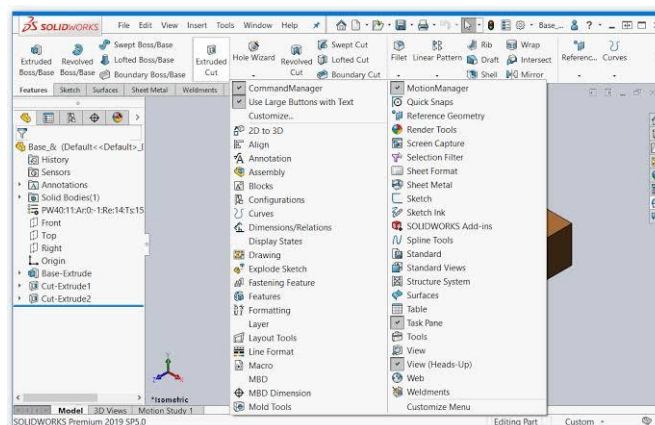 SOLIDWORKS File Edit View Insert Tools Window Help Base_...
Extruded Boss/Base
Revolved Boss/Base
Swept Boss/Base
Lofted Boss/Base
Boundary Boss/Base
Extruded Cut
Hole Wizard
Revolved Cut
Swept Cut
Lofted Cut
Boundary Cut
Fillet
Linear Pattern
Rib
Draft
Shell
Wrap
Intersect
Mirror
Referenc...
Curves
Features Sketch Surfaces Sheet Metal Weldments
Base_& (Default<<Default>_
History
Sensors
Annotations
Solid Bodies(1)
Front
Top
Right
Origin
Base-Extrude
Cut-Extrude1
Cut-Extrude2
CommandManager
Use Large Buttons with Text
Customize...
2D to 3D
Align
Annotation
Assembly
Blocks
Configurations
Curves
Dimensions/Relations
Display States
Drawing
Explode Sketch
Fastening Feature
Features
Formatting
Layer
Layout Tools
Line Format
Macro
MBD
MBD Dimension
Mold Tools
MotionManager
Quick Snaps
Reference Geometry
Render Tools
Screen Capture
Selection Filter
Sheet Format
Sheet Metal
Sketch
Sketch Ink
SOLIDWORKS Add-ins
Spline Tools
Standard
Standard Views
Structure System
Surfaces
Table
Task Pane
Tools
View
View (Heads-Up)
Web
Weldments
Customize Menu
*Isometric
Model 3D Views Motion Study 1
SOLIDWORKS Premium 2019 SP5.0 Editing Part Custom